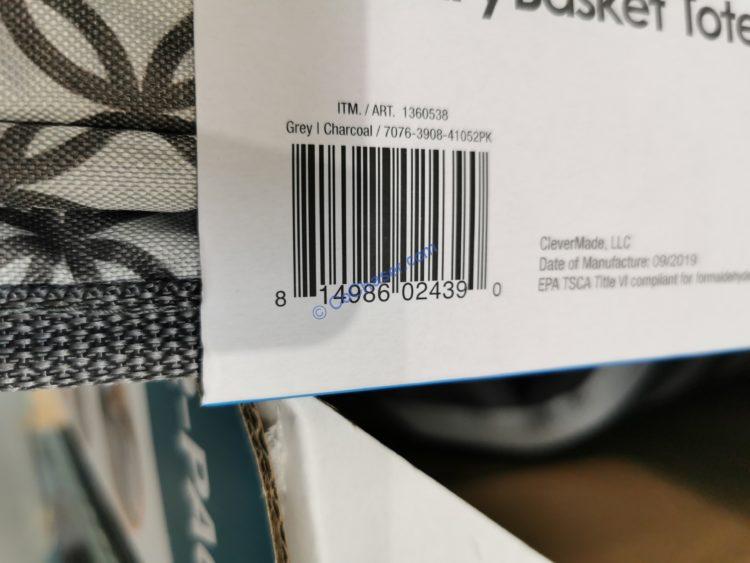 Basket Tote
ITM. / ART. 1360538
Grey | Charcoal / 7076-3908-41052PK
8 14986 02439 0
CleverMade, LLC
Date of Manufacture: 09/2019
EPA TSCA Title VI compliant for formaldehyd